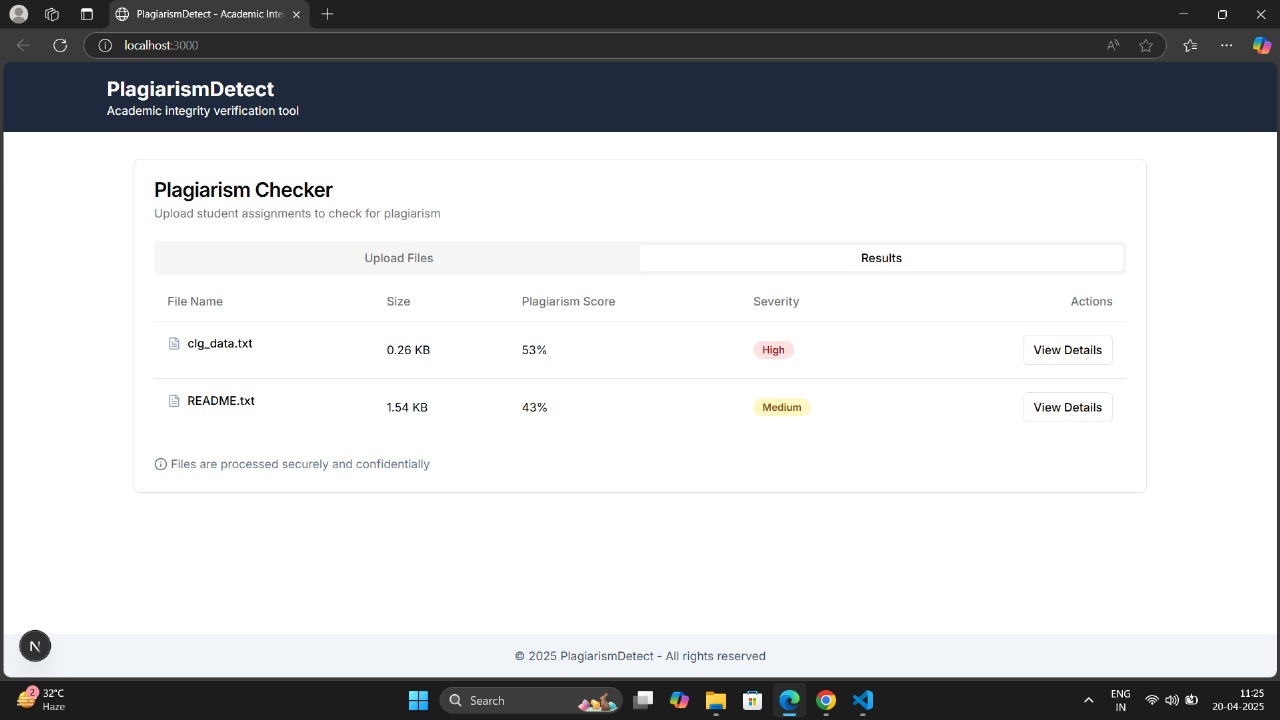 PlagiarismDetect - Academic Inte
localhost:3000
PlagiarismDetect
Academic integrity verification tool
Plagiarism Checker
Upload student assignments to check for plagiarism
Upload Files Results
File Name Size Plagiarism Score Severity Actions
clg_data.txt 0.26 KB 53% High View Details
README.txt 1.54 KB 43% Medium View Details
Files are processed securely and confidentially
N
© 2025 PlagiarismDetect - All rights reserved
2 32°C
Haze
Search
ENG
IN
11:25
20-04-2025